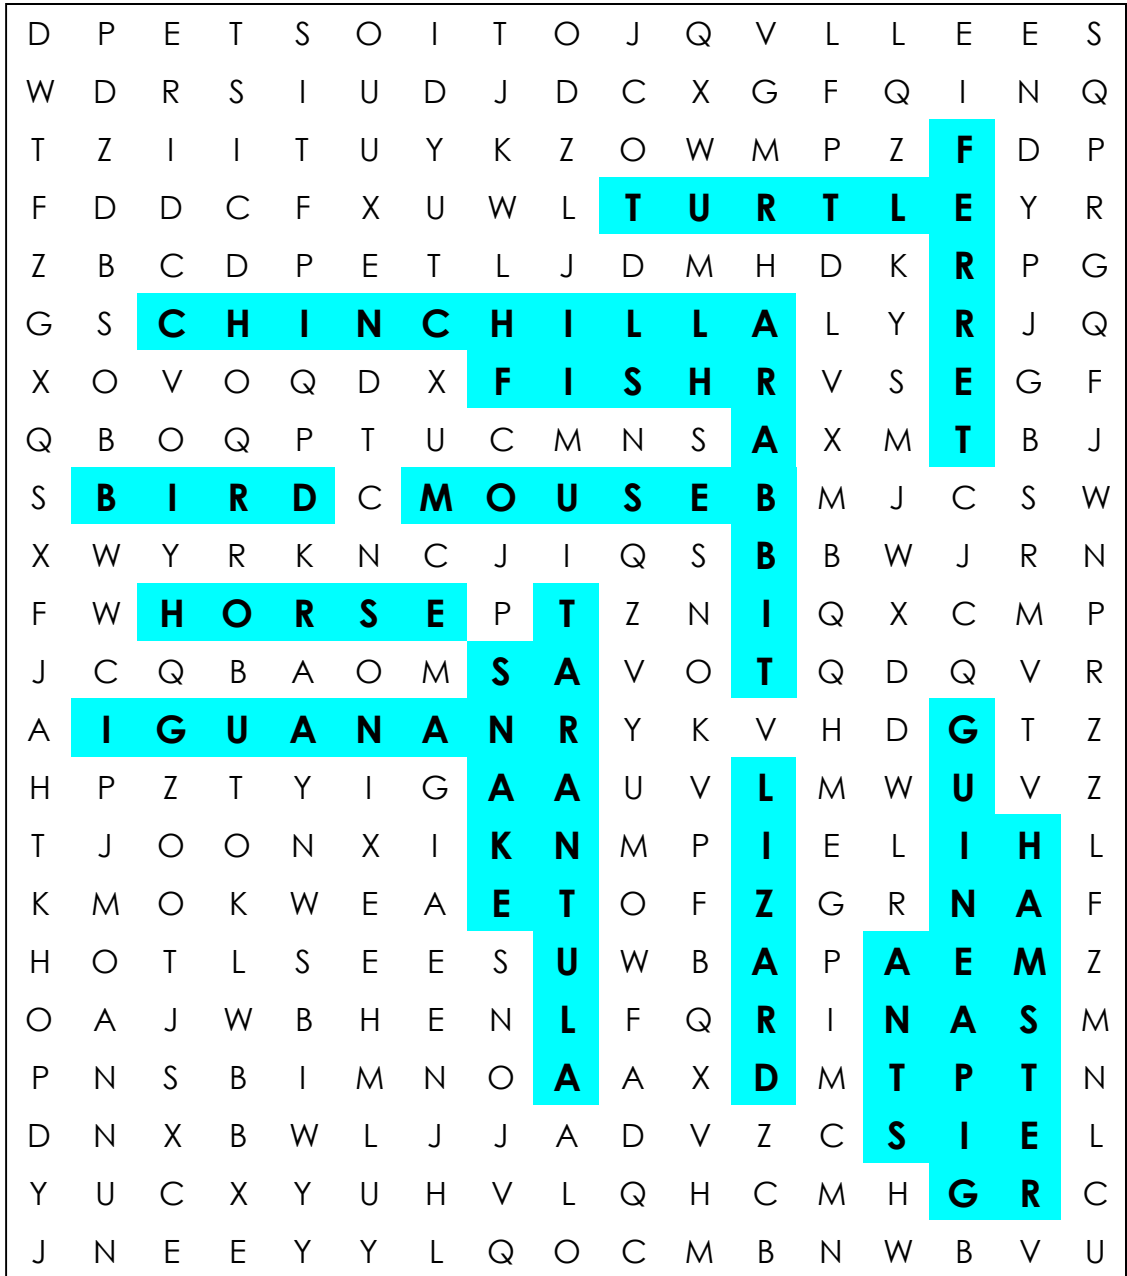 D P E T S O I T O J Q V L L E E S
W D R S I U D J D C X G F Q I N Q
T Z I I T U Y K Z O W M P Z F D P
F D D C F X U W L T U R T L E Y R
Z B C D P E T L J D M H D K R P G
G S C H I N C H I L L A L Y R J Q
X O V O Q D X F I S H R V S E G F
Q B O Q P T U C M N S A X M T B J
S B I R D C M O U S E B M J C S W
X W Y R K N C J I Q S B B W J R N
F W H O R S E P T Z N I Q X C M P
J C Q B A O M S A V O T Q D Q V R
A I G U A N A N R Y K V H D G T Z
H P Z T Y I G A A U V L M W U V Z
T J O O N X I K N M P I E L I H L
K M O K W E A E T O F Z G R N A F
H O T L S E E S U W B A P A E M Z
O A J W B H E N L F Q R I N A S M
P N S B I M N O A A X D M T P T N
D N X B W L J J A D V Z C S I E L
Y U C X Y U H V L Q H C M H G R C
J N E E Y Y L Q O C M B N W B V U